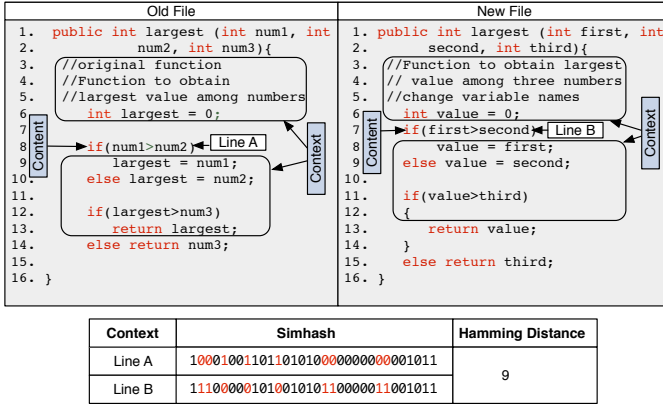 Old File
1. public int largest (int num1, int
2. num2, int num3){
3. //original function
4. //Function to obtain
5. //largest value among numbers
6. int largest = 0;
7.
8. if(num1>num2) Line A
9. largest = num1;
10. else largest = num2;
11.
12. if(largest>num3)
13. return largest;
14. else return num3;
15.
16. }
Content
Context
New File
1. public int largest (int first, int
2. second, int third){
3. //Function to obtain largest
4. // value among three numbers
5. //change variable names
6. int value = 0;
7. if(first>second) Line B
8. value = first;
9. else value = second;
10.
11. if(value>third)
12. {
13. return value;
14. }
15. else return third;
16. }
Content
Context
Context Simhash Hamming Distance
Line A 10001001101101010000000000001011
Line B 11100000101001010110000011001011
9